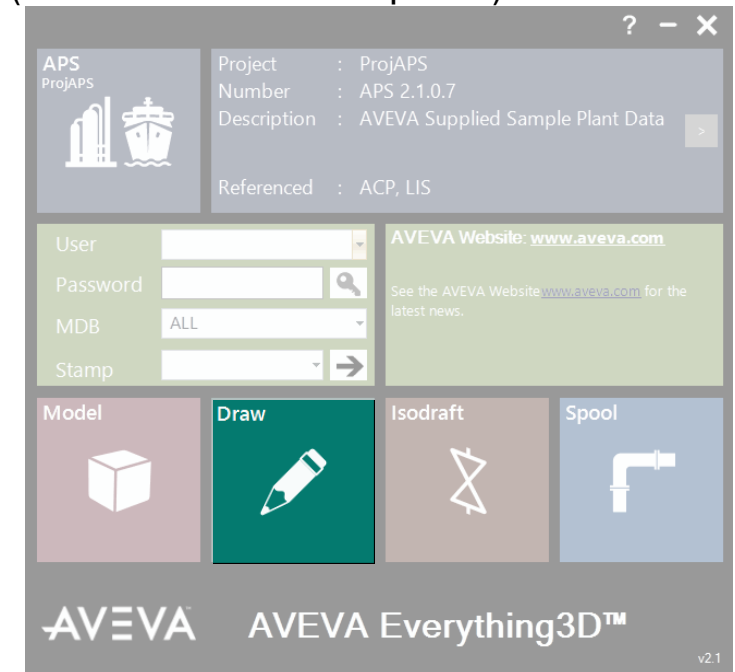 ? - X
APS
ProjAPS
Project : ProjAPS
Number : APS 2.1.0.7
Description : AVEVA Supplied Sample Plant Data
>
Referenced : ACP, LIS
User
Password
MDB ALL
Stamp
AVEVA Website: www.aveva.com
See the AVEVA Website www.aveva.com for the
latest news.
Model
Draw
Isodraft
Spool
AVEVA
AVEVA Everything3D™
v2.1